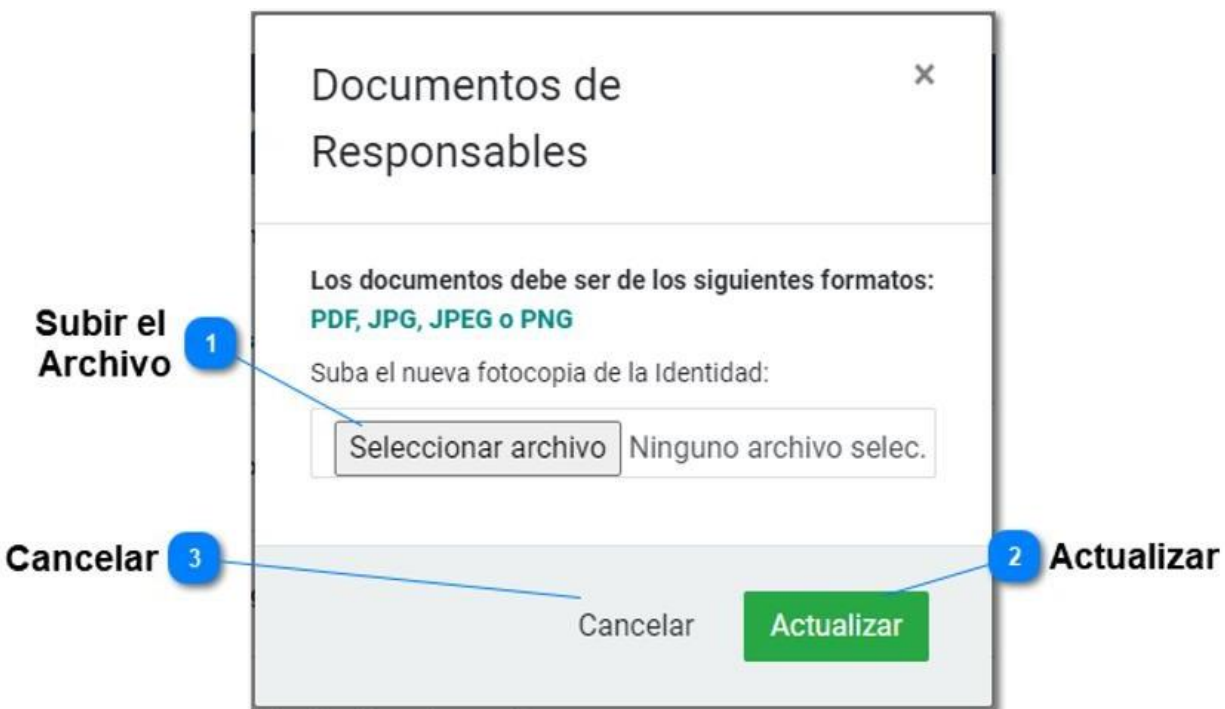 Documentos de
Responsables
×
Los documentos debe ser de los siguientes formatos:
PDF, JPG, JPEG o PNG
Subir el
Archivo
1
Suba el nueva fotocopia de la Identidad:
Seleccionar archivo Ninguno archivo selec.
Cancelar 3
2 Actualizar
Cancelar
Actualizar